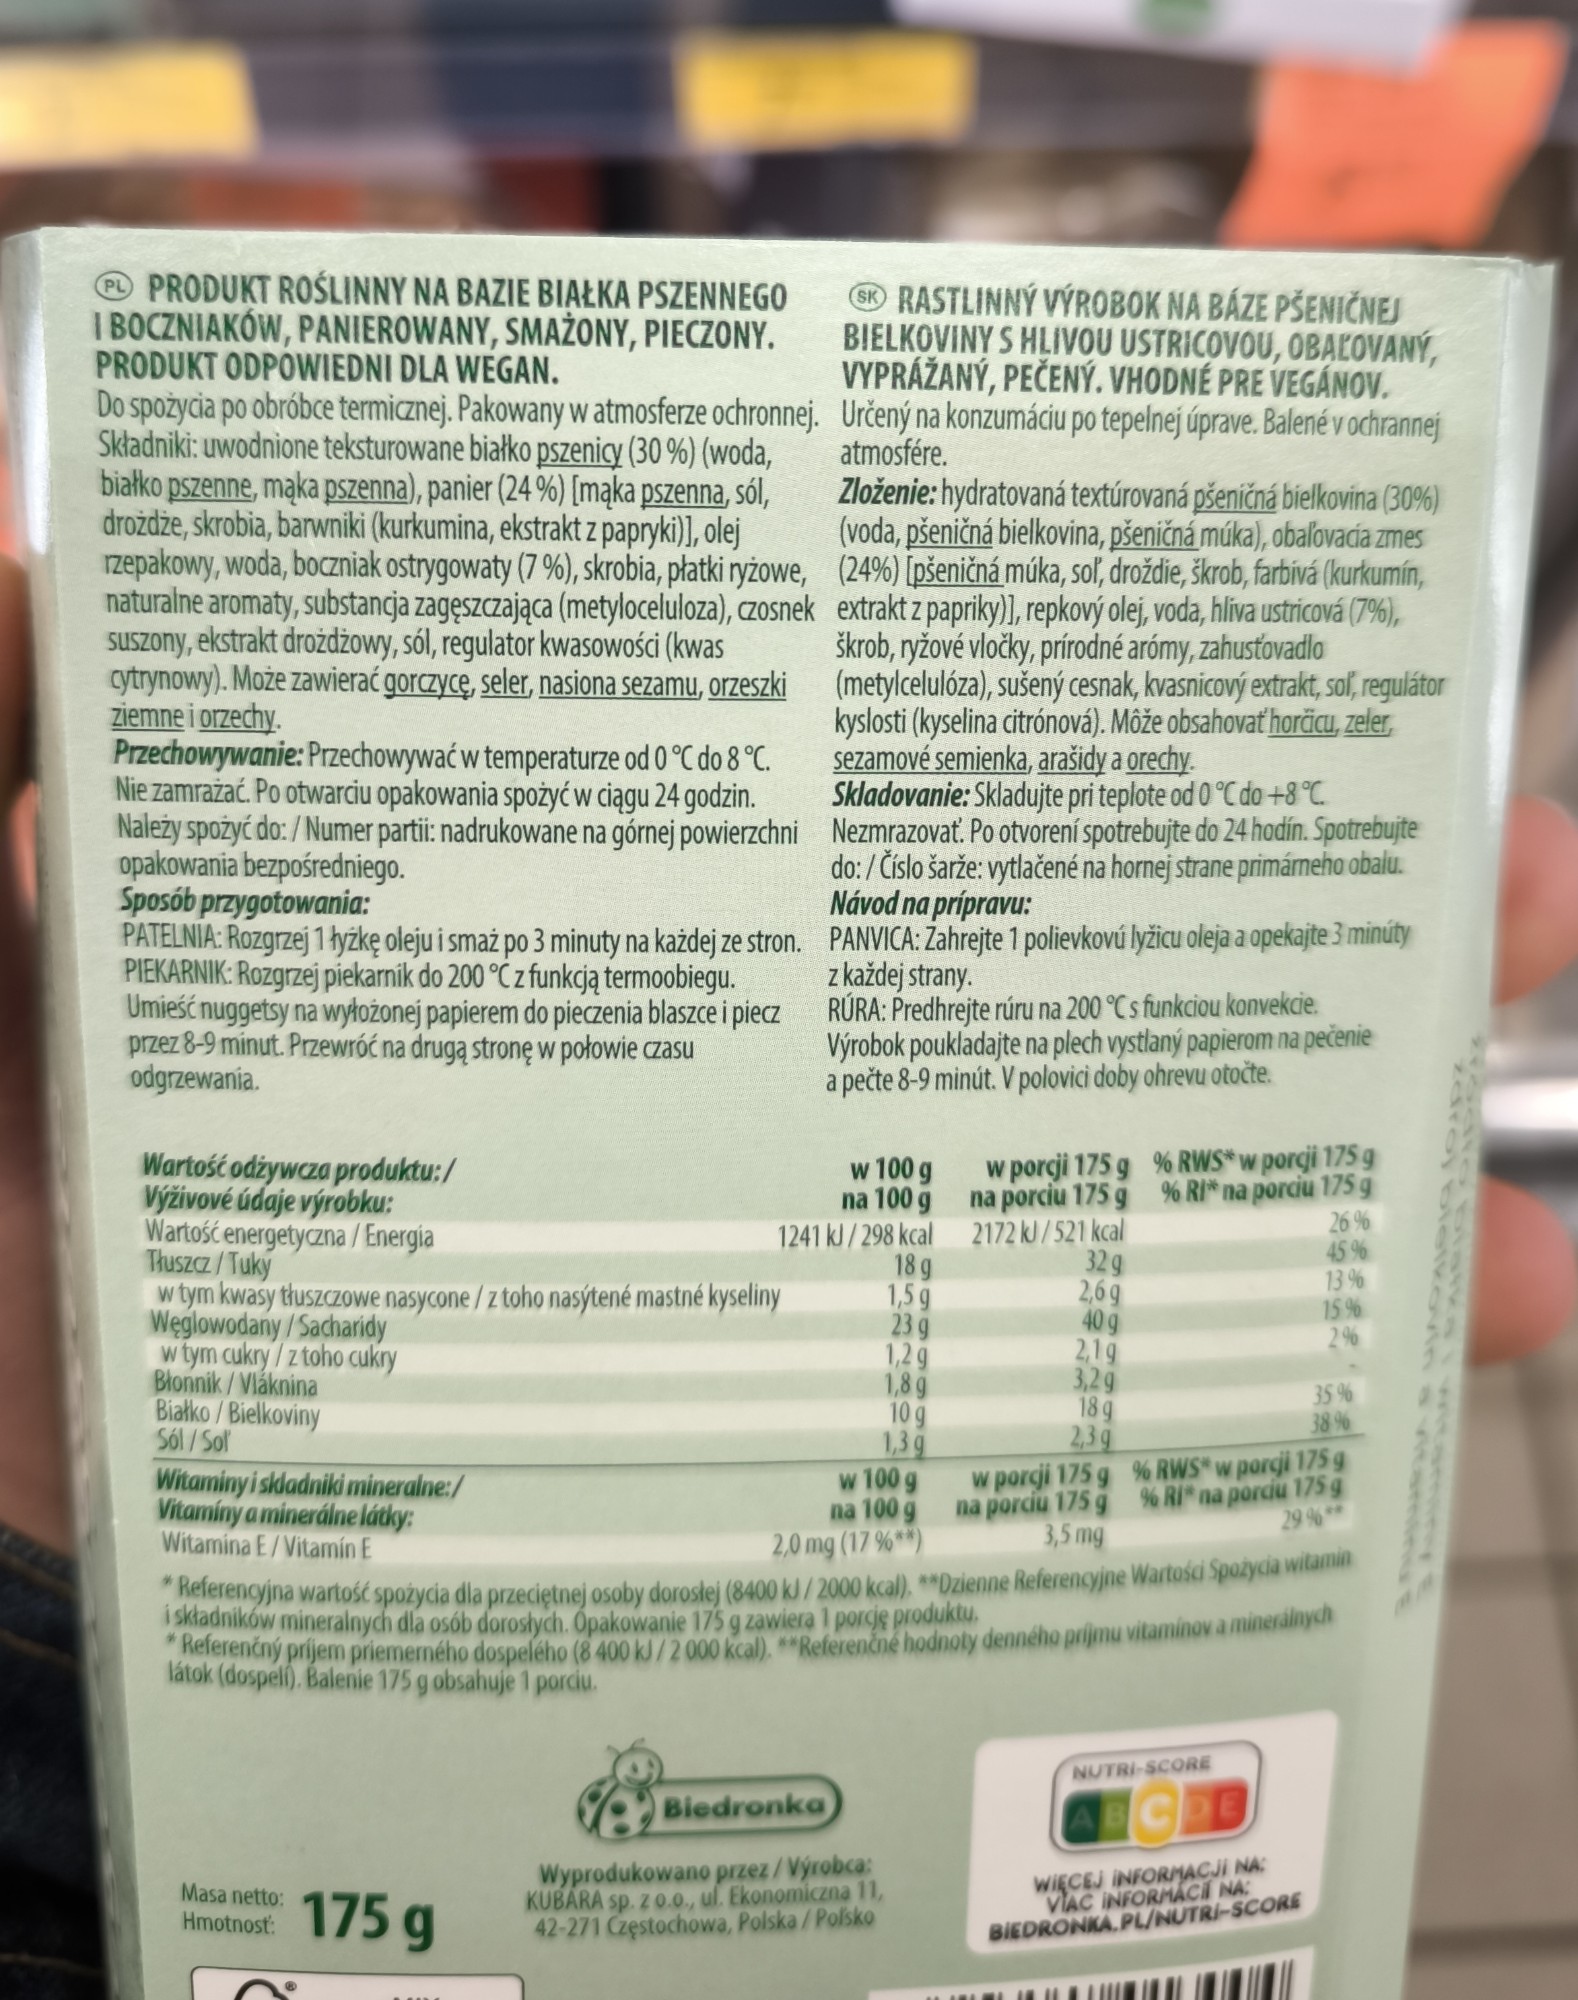 PL PRODUKT ROŚLINNY NA BAZIE BIAŁKA PSZENNEGO
I BOCZNIAKÓW, PANIEROWANY, SMAŻONY, PIECZONY.
PRODUKT ODPOWIEDNI DLA WEGAN.
Do spożycia po obróbce termicznej. Pakowany w atmosferze ochronnej.
Składniki: uwodnione teksturowane białko pszenicy (30 %) (woda,
białko pszenne, mąka pszenna), panier (24 %) [mąka pszenna, sól,
drożdże, skrobia, barwniki (kurkumina, ekstrakt z papryki)], olej
rzepakowy, woda, boczniak ostrygowaty (7 %), skrobia, płatki ryżowe,
naturalne aromaty, substancja zagęszczająca (metyloceluloza), czosnek
suszony, ekstrakt drożdżowy, sól, regulator kwasowości (kwas
cytrynowy). Może zawierać gorczycę, seler, nasiona sezamu, orzeszki
ziemne i orzechy.
Przechowywanie: Przechowywać w temperaturze od 0 °C do 8 °C.
Nie zamrażać. Po otwarciu opakowania spożyć w ciągu 24 godzin.
Należy spożyć do: / Numer partii: nadrukowane na górnej powierzchni
opakowania bezpośredniego.
Sposób przygotowania:
PATELNIA: Rozgrzej 1 łyżkę oleju i smaż po 3 minuty na każdej ze stron.
PIEKARNIK: Rozgrzej piekarnik do 200 °C z funkcją termoobiegu.
Umieść nuggetsy na wyłożonej papierem do pieczenia blaszce i piecz
przez 8-9 minut. Przewróć na drugą stronę w połowie czasu
odgrzewania.
SK RASTLINNÝ VÝROBOK NA BÁZE PŠENIČNEJ
BIELKOVINY S HLIVOU USTRICOVOU, OBAĽOVANÝ,
VYPRÁŽANÝ, PEČENÝ. VHODNÉ PRE VEGÁNOV.
Určený na konzumáciu po tepelnej úprave. Balené v ochrannej
atmosfére.
Zloženie: hydratovaná textúrovaná pšeničná bielkovina (30%)
(voda, pšeničná bielkovina, pšeničná múka), obaľovacia zmes
(24%) [pšeničná múka, soľ, droždie, škrob, farbivá (kurkumín,
extrakt z papriky)], repkový olej, voda, hliva ustricová (7%),
škrob, ryžové vločky, prírodné arómy, zahusťovadlo
(metylcelulóza), sušený cesnak, kvasnicový extrakt, soľ, regulátor
kyslosti (kyselina citrónová). Môže obsahovať horčicu, zeler,
sezamové semienka, arašidy a orechy.
Skladovanie: Skladujte pri teplote od 0 °C do +8 °C.
Nezmrazovať. Po otvorení spotrebujte do 24 hodín. Spotrebujte
do: / Číslo šarže: vytlačené na hornej strane primárneho obalu.
Návod na prípravu:
PANVICA: Zahrejte 1 polievkovú lyžicu oleja a opekajte 3 minúty
z každej strany.
RÚRA: Predhrejte rúru na 200 °C s funkciou konvekcie.
Výrobok poukladajte na plech vystlaný papierom na pečenie
a pečte 8-9 minút. V polovici doby ohrevu otočte.
Wartość odżywcza produktu:/ w 100 g w porcji 175 g % RWS* w porcji 175 g
Výživové údaje výrobku: na 100 g na porciu 175 g % RI* na porciu 175 g
Wartość energetyczna / Energia 1241 kJ / 298 kcal 2172 kJ / 521 kcal 26 %
Tłuszcz / Tuky 18 g 32 g 45 %
w tym kwasy tłuszczowe nasycone / z toho nasýtené mastné kyseliny 1,5 g 2,6 g 13 %
Węglowodany / Sacharidy 23 g 40 g 15 %
w tym cukry / z toho cukry 1,2 g 2,1 g 2 %
Błonnik / Vláknina 1,8 g 3,2 g -
Białko / Bielkoviny 10 g 18 g 35 %
Sól / Soľ 1,3 g 2,3 g 38 %
Witaminy i składniki mineralne:/ w 100 g w porcji 175 g % RWS* w porcji 175 g
Vitamíny a minerálne látky: na 100 g na porciu 175 g % RI* na porciu 175 g
Witamina E / Vitamín E 2,0 mg (17 %**) 3,5 mg 29 %**
* Referencyjna wartość spożycia dla przeciętnej osoby dorosłej (8400 kJ / 2000 kcal). **Dzienne Referencyjne Wartości Spożycia witamin
i składników mineralnych dla osób dorosłych. Opakowanie 175 g zawiera 1 porcję produktu.
* Referenčný príjem priemerného dospelého (8 400 kJ / 2 000 kcal). **Referenčné hodnoty denného príjmu vitamínov a minerálnych
látok (dospelí). Balenie 175 g obsahuje 1 porciu.
Biedronka
Masa netto:
Hmotnosť: 175 g
Wyprodukowano przez / Výrobca:
KUBARA sp. z o.o., ul. Ekonomiczna 11,
42-271 Częstochowa, Polska / Poľsko
NUTRI-SCORE
A B C D E
WIĘCEJ INFORMACJI NA:
VIAC INFORMÁCIÍ NA:
BIEDRONKA.PL/NUTRI-SCORE